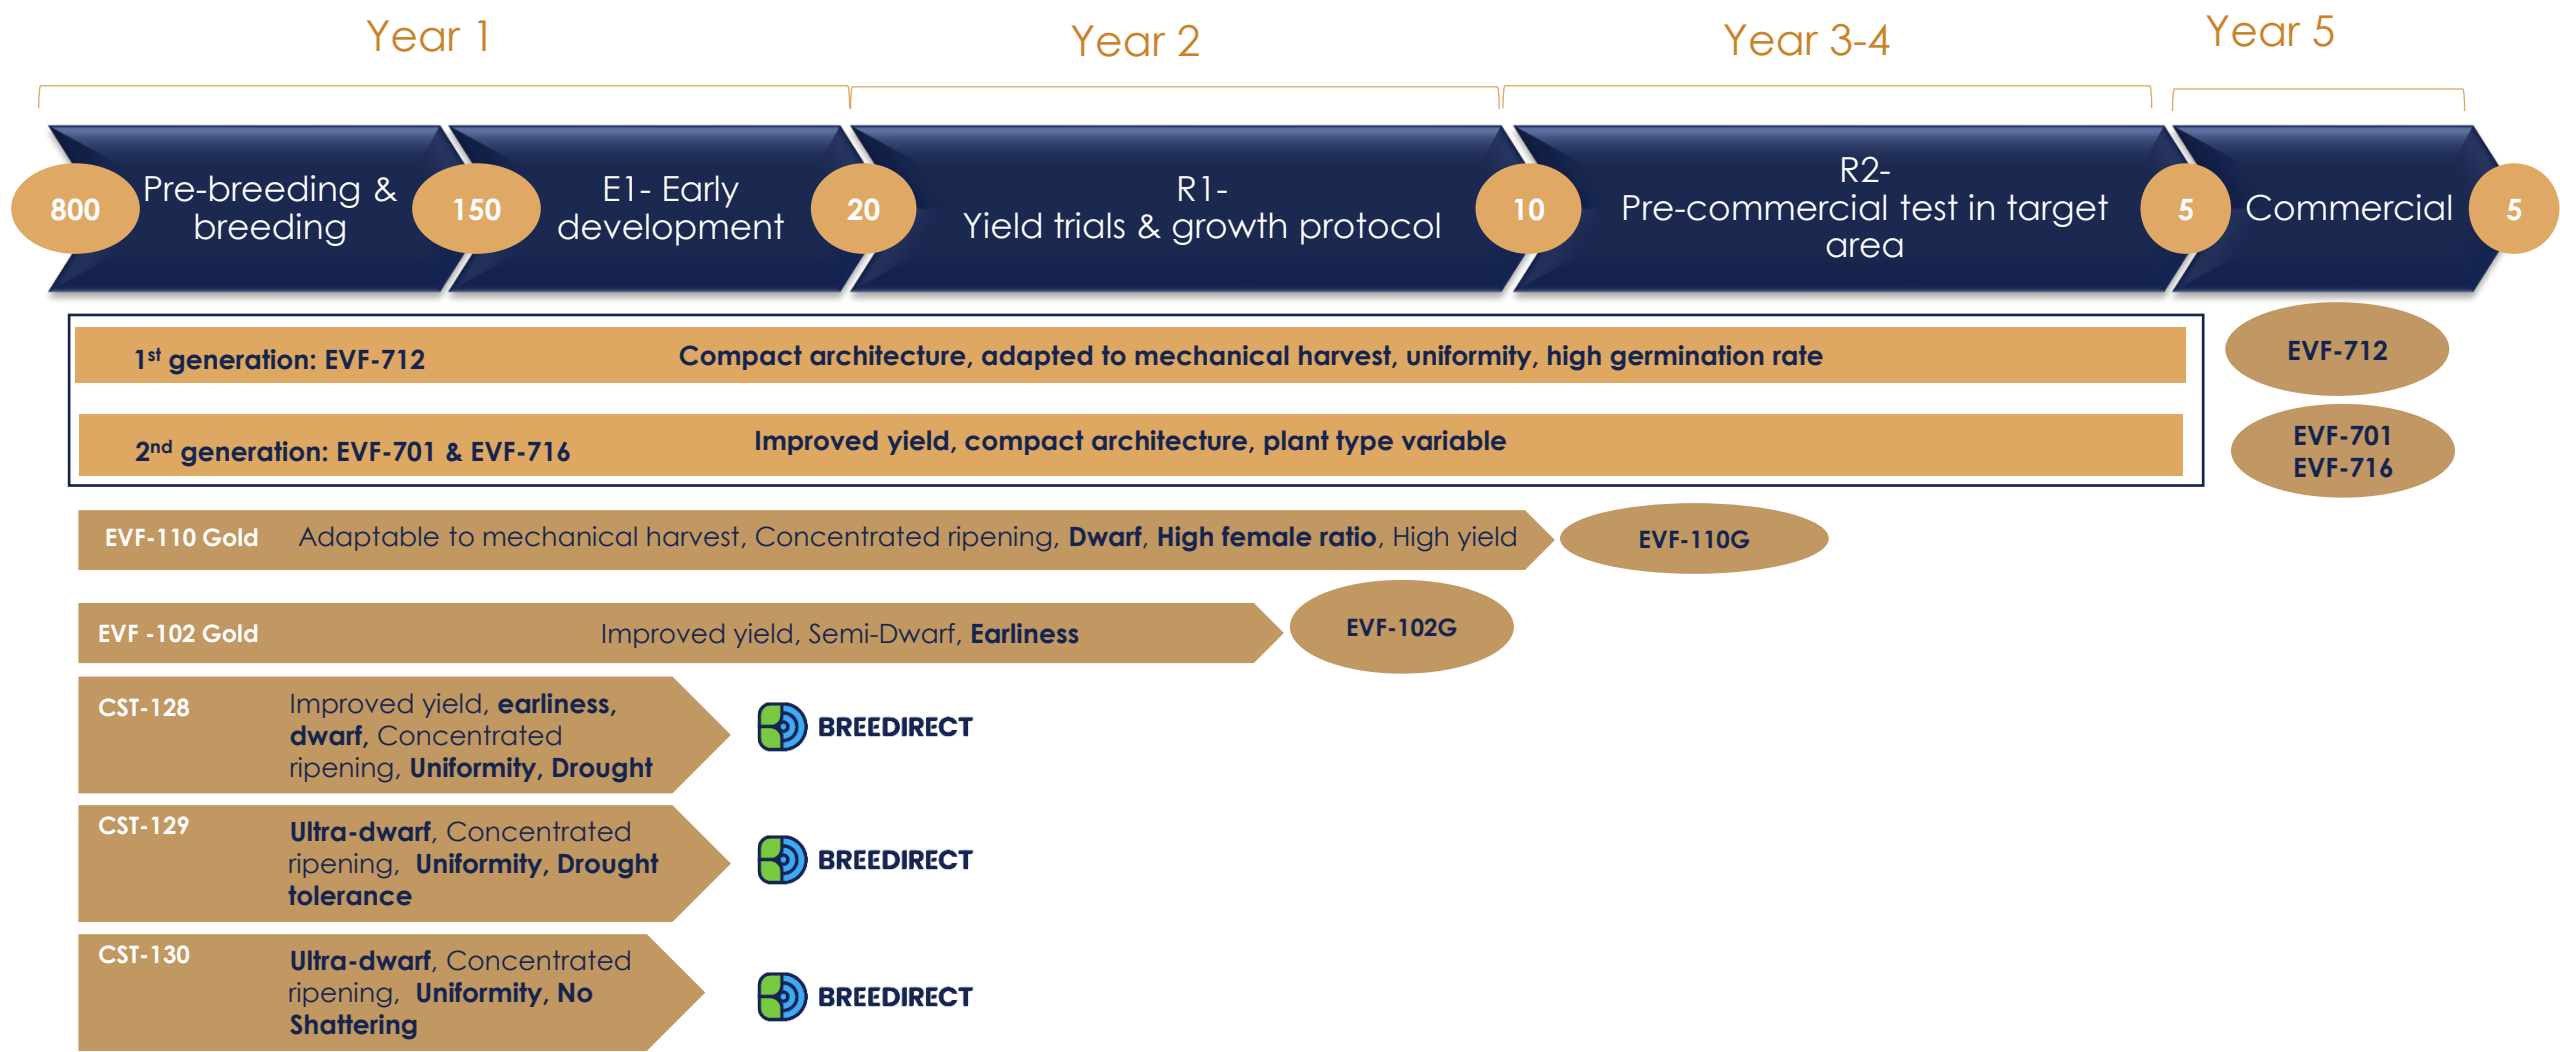 Year 1
Year 2
Year 3-4
Year 5
800
Pre-breeding &
breeding
150
E1- Early
development
20
R1-
Yield trials & growth protocol
10
R2-
Pre-commercial test in target
area
5
Commercial
5
1st generation: EVF-712
Compact architecture, adapted to mechanical harvest, uniformity, high germination rate
EVF-712
2nd generation: EVF-701 & EVF-716
Improved yield, compact architecture, plant type variable
EVF-701
EVF-716
EVF-110 Gold
Adaptable to mechanical harvest, Concentrated ripening, Dwarf, High female ratio, High yield
EVF-110G
EVF -102 Gold
Improved yield, Semi-Dwarf, Earliness
EVF-102G
CST-128
Improved yield, earliness,
dwarf, Concentrated
ripening, Uniformity, Drought
BREEDIRECT
CST-129
Ultra-dwarf, Concentrated
ripening, Uniformity, Drought
tolerance
BREEDIRECT
CST-130
Ultra-dwarf, Concentrated
ripening, Uniformity, No
Shattering
BREEDIRECT